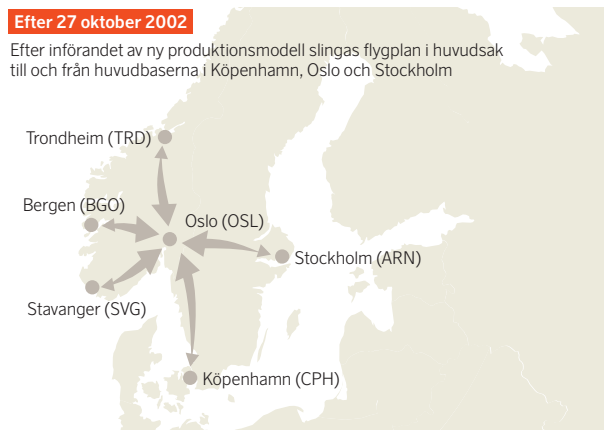 Efter 27 oktober 2002
Efter införandet av ny produktionsmodell slingas flygplan i huvudsak
till och från huvudbaserna i Köpenhamn, Oslo och Stockholm
Trondheim (TRD)
Bergen (BGO)
Oslo (OSL)
Stockholm (ARN)
Stavanger (SVG)
Köpenhamn (CPH)